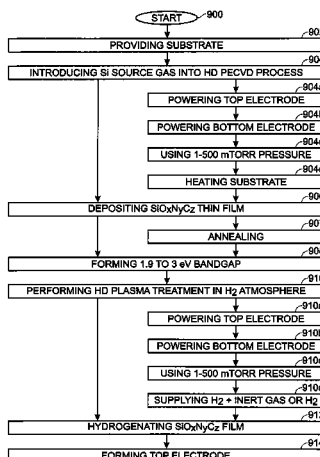 START
900
PROVIDING SUBSTRATE
INTRODUCING Si SOURCE GAS INTO HD PECVD PROCESS
POWERING TOP ELECTRODE
POWERING BOTTOM ELECTRODE
USING 1-500 mTORR PRESSURE
HEATING SUBSTRATE
DEPOSITING SiOxNyCz THIN FILM
ANNEALING
FORMING 1.9 TO 3 eV BANDGAP
PERFORMING HD PLASMA TREATMENT IN H2 ATMOSPHERE
POWERING TOP ELECTRODE
POWERING BOTTOM ELECTRODE
USING 1-500 mTORR PRESSURE
SUPPLYING H2 + INERT GAS OR H2
HYDROGENATING SiOxNyCz FILM
FORMING TOP ELECTRODE